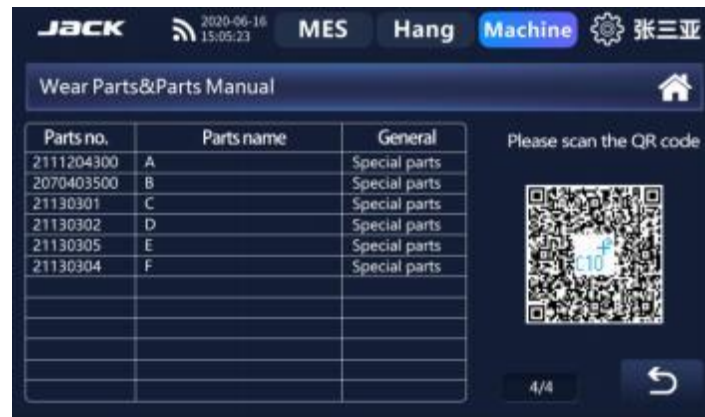 JACK
2020-06-16
15:05:23
MES
Hang
Machine
张三亚
Wear Parts&Parts Manual
Parts no. Parts name General
2111204300 A Special parts
2070403500 B Special parts
21130301 C Special parts
21130302 D Special parts
21130305 E Special parts
21130304 F Special parts
Please scan the QR code
C10
4/4